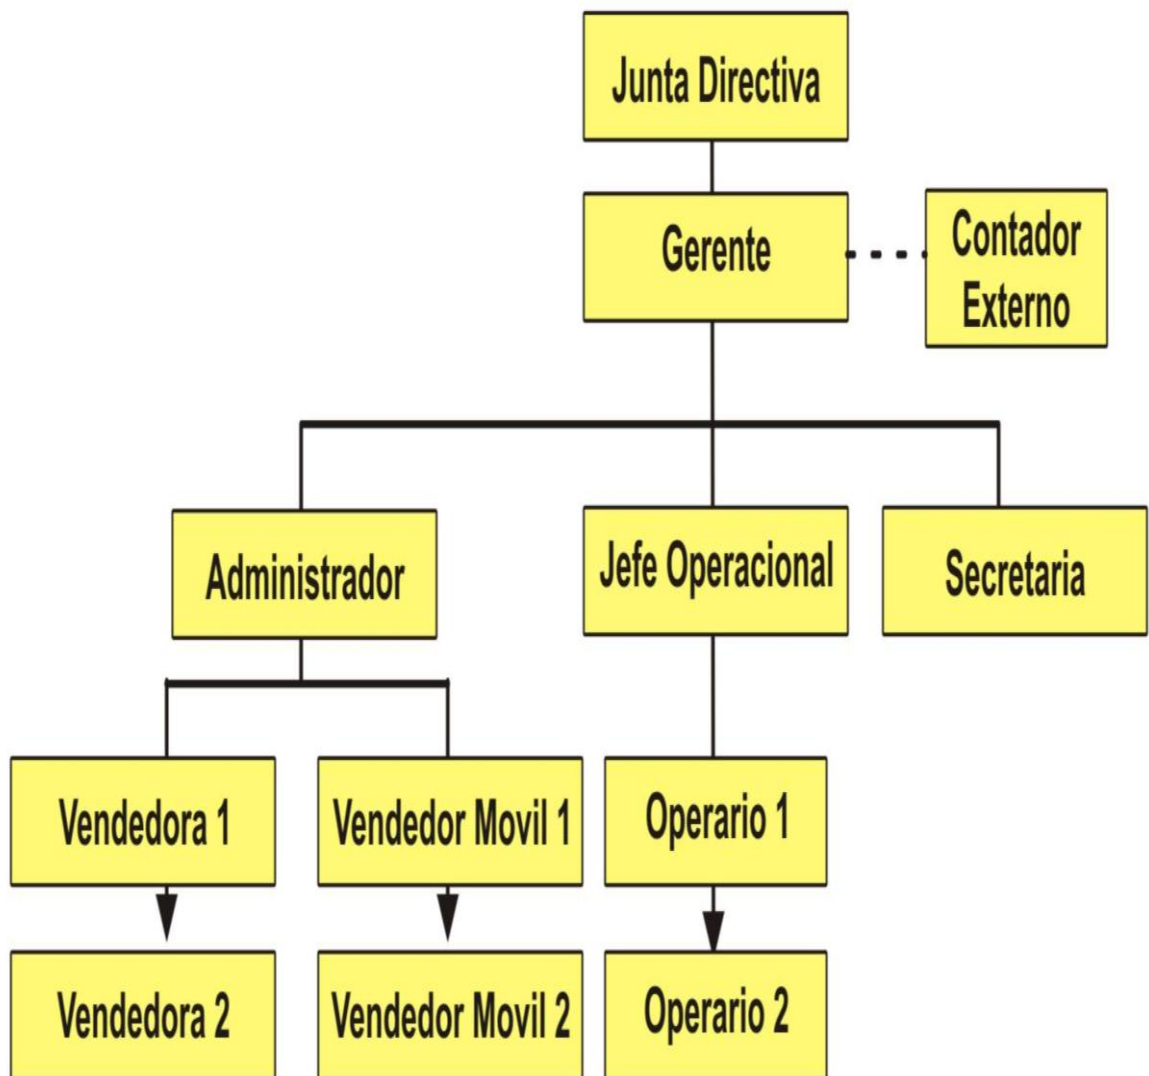 Junta Directiva
Gerente
Contador
Externo
Administrador
Jefe Operacional
Secretaria
Vendedora 1
Vendedor Movil 1
Operario 1
Vendedora 2
Vendedor Movil 2
Operario 2